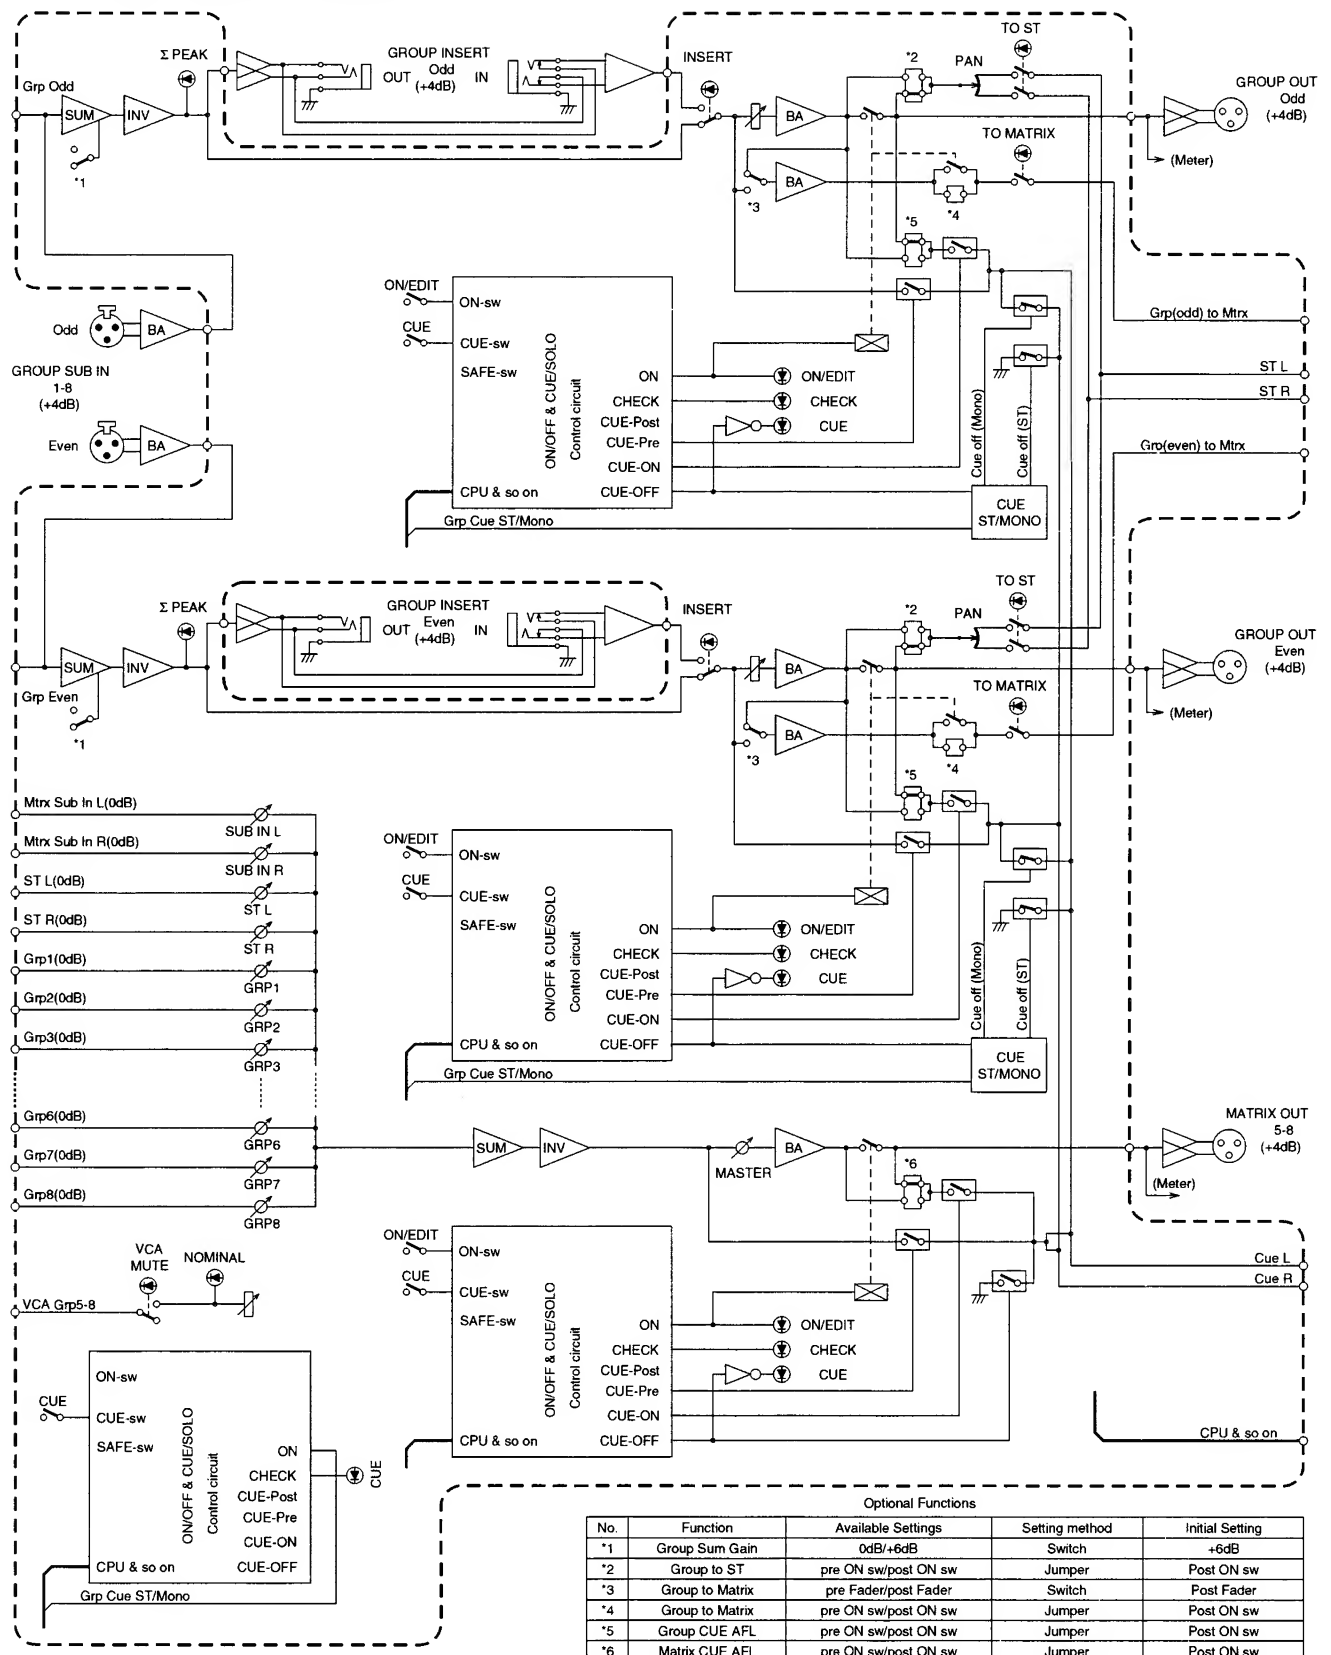 TO ST
Σ PEAK
GROUP INSERT
Odd
(+4dB)
OUT
IN
INSERT
*2
PAN
GROUP OUT
Odd
(+4dB)
Grp Odd
SUM
INV
BA
*1
(Meter)
TO MATRIX
BA
*3
*4
*5
ON/EDIT
ON-sw
CUE
CUE-sw
SAFE-sw
ON/OFF & CUE/SOLO
Control circuit
ON
ON/EDIT
CHECK
CHECK
CUE-Post
CUE
CUE-Pre
CUE-ON
CPU & so on
CUE-OFF
Grp Cue ST/Mono
Cue off (Mono)
Cue off (ST)
CUE
ST/MONO
Odd
BA
GROUP SUB IN
1-8
(+4dB)
Even
BA
Grp(odd) to Mtrx
ST L
ST R
Gro(even) to Mtrx
TO ST
Σ PEAK
GROUP INSERT
Even
(+4dB)
OUT
IN
INSERT
*2
PAN
GROUP OUT
Even
(+4dB)
SUM
INV
BA
Grp Even
*1
(Meter)
TO MATRIX
BA
*3
*4
*5
ON/EDIT
ON-sw
CUE
CUE-sw
SAFE-sw
ON/OFF & CUE/SOLO
Control circuit
ON
ON/EDIT
CHECK
CHECK
CUE-Post
CUE
CUE-Pre
CUE-ON
CPU & so on
CUE-OFF
Grp Cue ST/Mono
Cue off (Mono)
Cue off (ST)
CUE
ST/MONO
Mtrx Sub In L(0dB)
SUB IN L
Mtrx Sub In R(0dB)
SUB IN R
ST L(0dB)
ST L
ST R(0dB)
ST R
Grp1(0dB)
GRP1
Grp2(0dB)
GRP2
Grp3(0dB)
GRP3
Grp6(0dB)
GRP6
Grp7(0dB)
GRP7
Grp8(0dB)
GRP8
SUM
INV
MASTER
BA
*6
MATRIX OUT
5-8
(+4dB)
(Meter)
ON/EDIT
ON-sw
CUE
CUE-sw
SAFE-sw
ON/OFF & CUE/SOLO
Control circuit
ON
ON/EDIT
CHECK
CHECK
CUE-Post
CUE
CUE-Pre
CUE-ON
CPU & so on
CUE-OFF
Cue L
Cue R
CPU & so on
VCA
MUTE
NOMINAL
VCA Grp5-8
ON-sw
CUE
CUE-sw
SAFE-sw
ON/OFF & CUE/SOLO
Control circuit
ON
CHECK
CUE
CUE-Post
CUE-Pre
CUE-ON
CPU & so on
CUE-OFF
Grp Cue ST/Mono
Optional Functions
No. Function Available Settings Setting method Initial Setting
*1 Group Sum Gain 0dB/+6dB Switch +6dB
*2 Group to ST pre ON sw/post ON sw Jumper Post ON sw
*3 Group to Matrix pre Fader/post Fader Switch Post Fader
*4 Group to Matrix pre ON sw/post ON sw Jumper Post ON sw
*5 Group CUE AFL pre ON sw/post ON sw Jumper Post ON sw
*6 Matrix CUE AFL pre ON sw/post ON sw Jumper Post ON sw